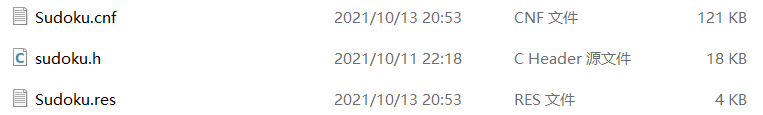 Sudoku.cnf 2021/10/13 20:53 CNF 文件 121 KB
sudoku.h 2021/10/11 22:18 C Header 源文件 18 KB
Sudoku.res 2021/10/13 20:53 RES 文件 4 KB